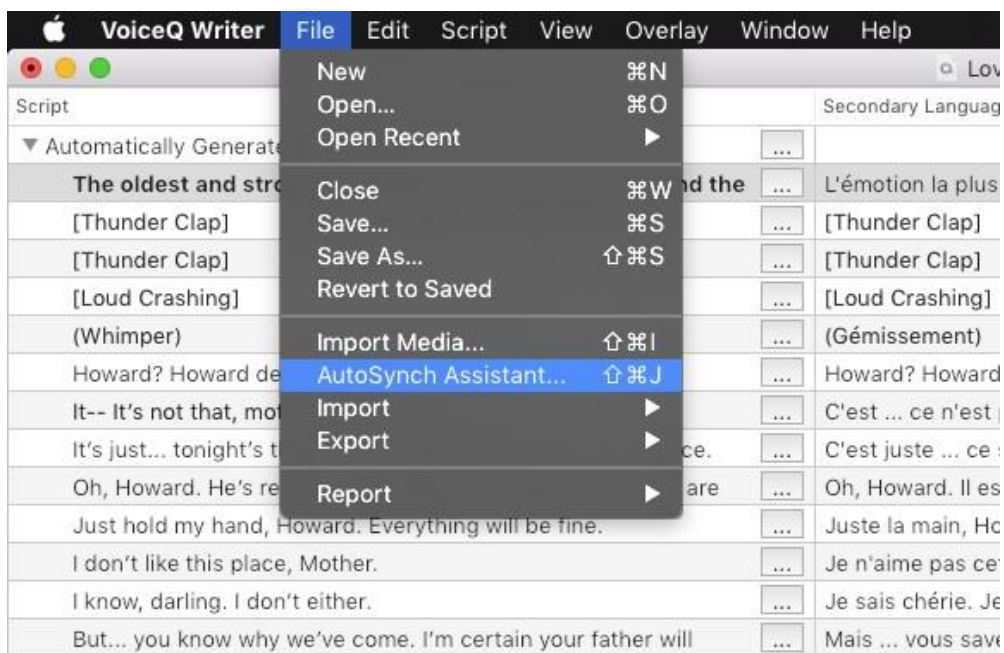 VoiceQ Writer File Edit Script View Overlay Window Help
Lov
New ⌘N
Open... ⌘O
Open Recent ▶
Close ⌘W
Save... ⌘S
Save As... ⇧⌘S
Revert to Saved
Import Media... ⇧⌘I
AutoSynch Assistant... ⇧⌘J
Import ▶
Export ▶
Report ▶
Script Secondary Languag
▼ Automatically Generate ...
The oldest and stro nd the ... L'émotion la plus
[Thunder Clap] ... [Thunder Clap]
[Thunder Clap] ... [Thunder Clap]
[Loud Crashing] ... [Loud Crashing]
(Whimper) ... (Gémissement)
Howard? Howard de ... Howard? Howard
It-- It's not that, mot ... C'est ... ce n'est
It's just... tonight's t ce. ... C'est juste ... ce
Oh, Howard. He's re are ... Oh, Howard. Il es
Just hold my hand, Howard. Everything will be fine. ... Juste la main, Ho
I don't like this place, Mother. ... Je n'aime pas ce
I know, darling. I don't either. ... Je sais chérie. Je
But... you know why we've come. I'm certain your father will ... Mais ... vous save